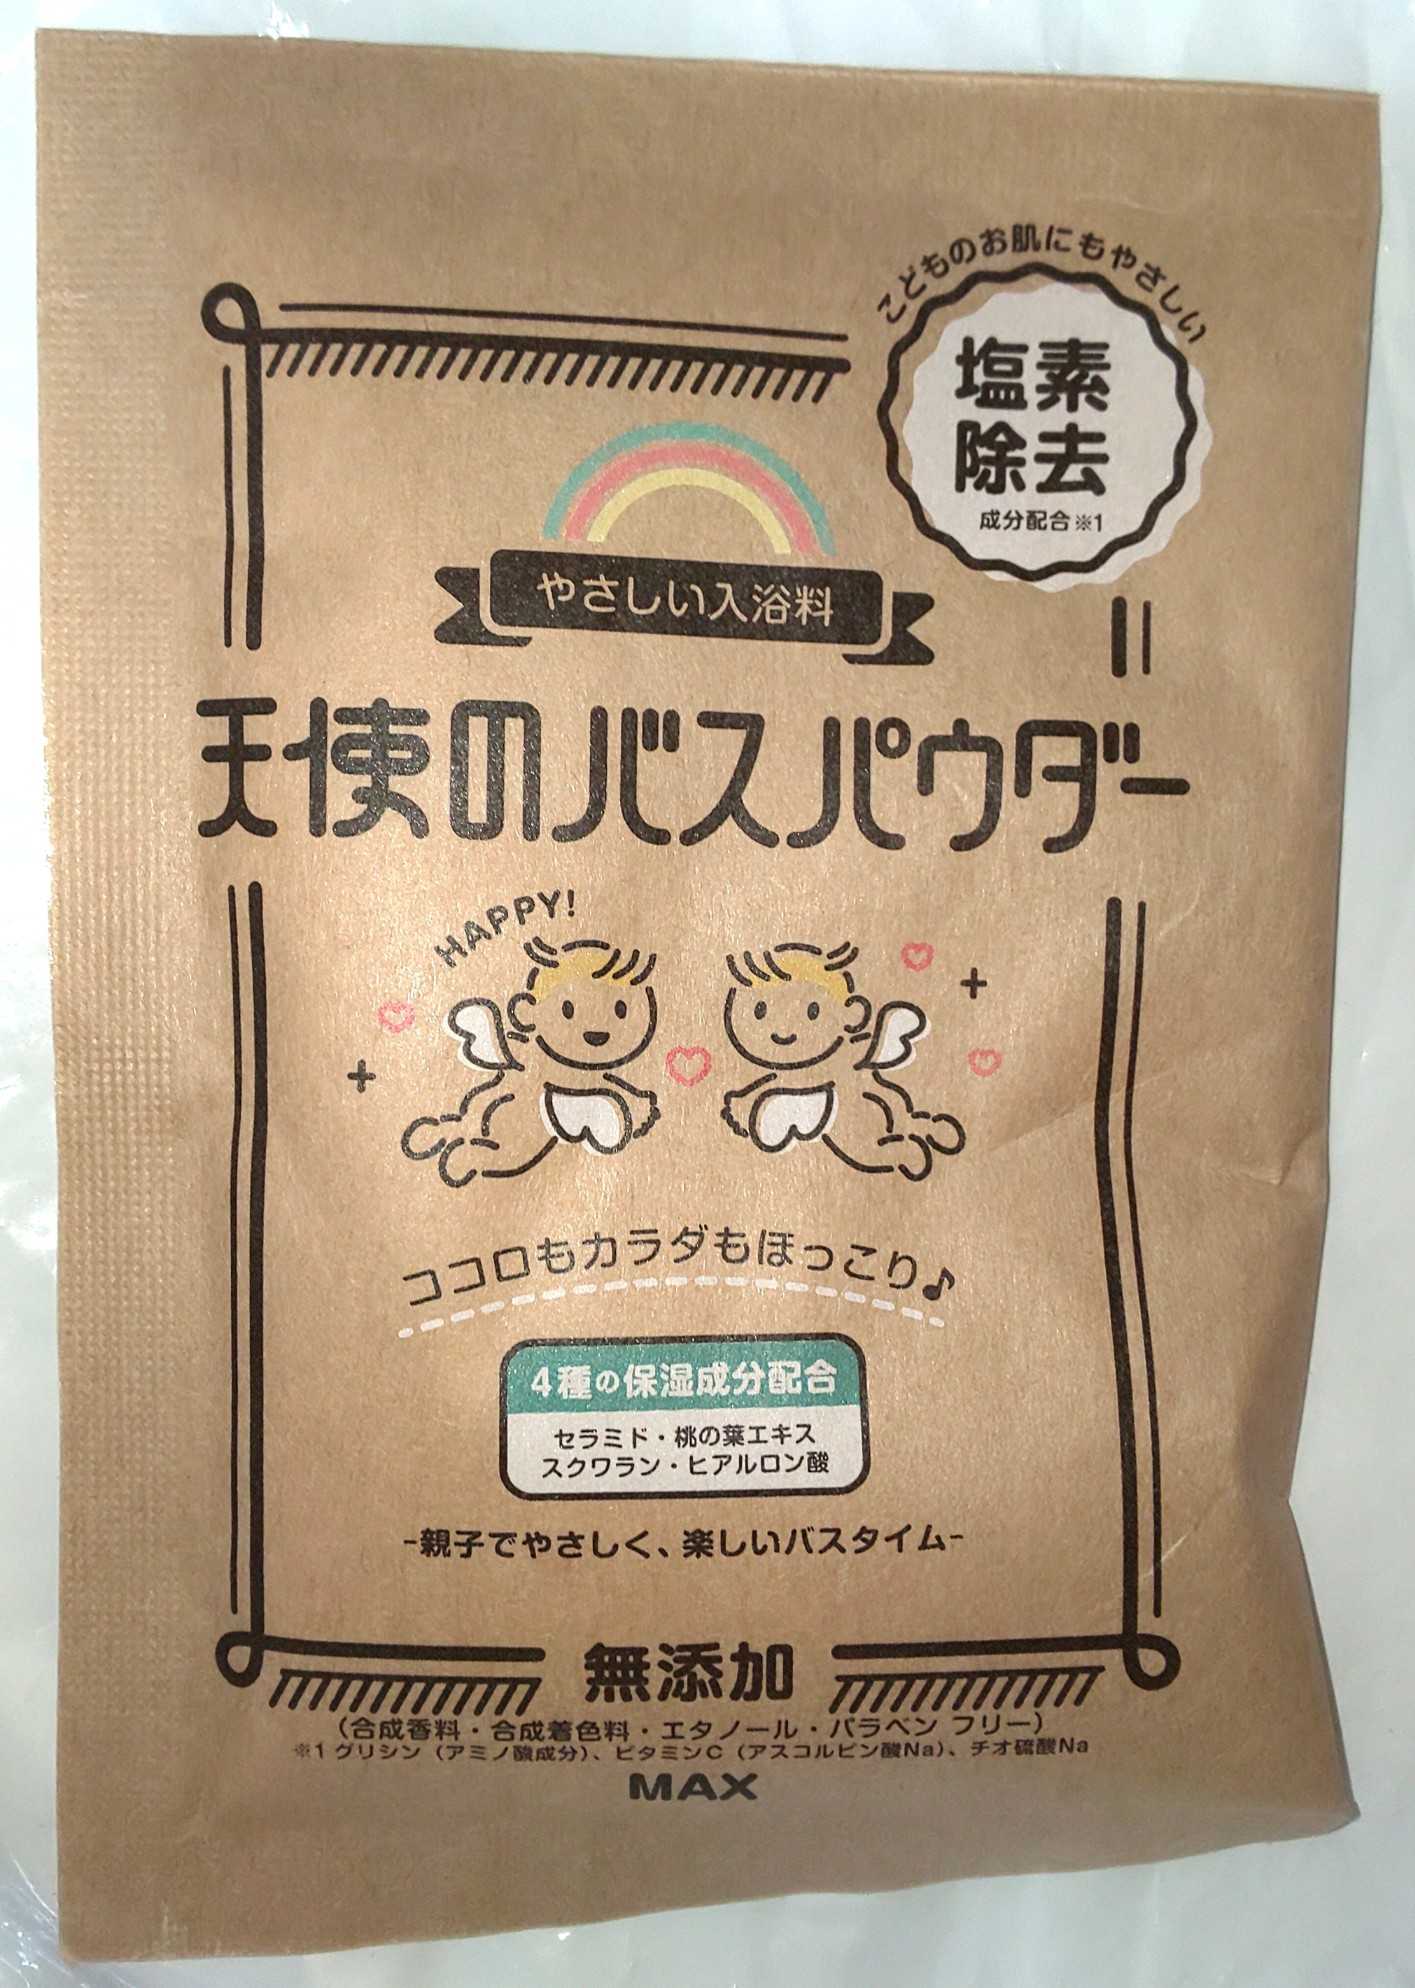 こどものお肌にもやさしい
塩素
除去
成分配合※1
やさしい入浴料
天使のバスパウダー
HAPPY!
ココロもカラダもほっこり♪
4種の保湿成分配合
セラミド・桃の葉エキス
スクワラン・ヒアルロン酸
-親子でやさしく、楽しいバスタイム-
無添加
(合成香料・合成着色料・エタノール・パラベン フリー)
※1 グリシン(アミノ酸成分)、ビタミンC(アスコルビン酸Na)、チオ硫酸Na
MAX